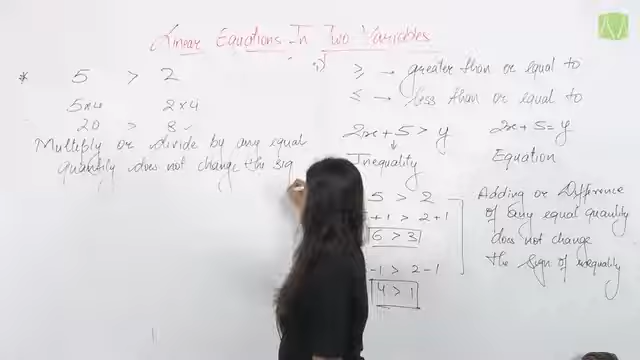 Linear Equations In Two Variables
* 5 > 2
5×4 2×4
20 > 8
Multiply or divide by any equal
quantity does not change the sig
≥ → greater than or equal to
≤ → less than or equal to
2x+5 > y 2x+5=y
Inequality Equation
5 > 2
+1 > 2+1
6 > 3
-1 > 2-1
4 > 1
Adding or Difference
of any equal quantity
does not change
the sign of inequality